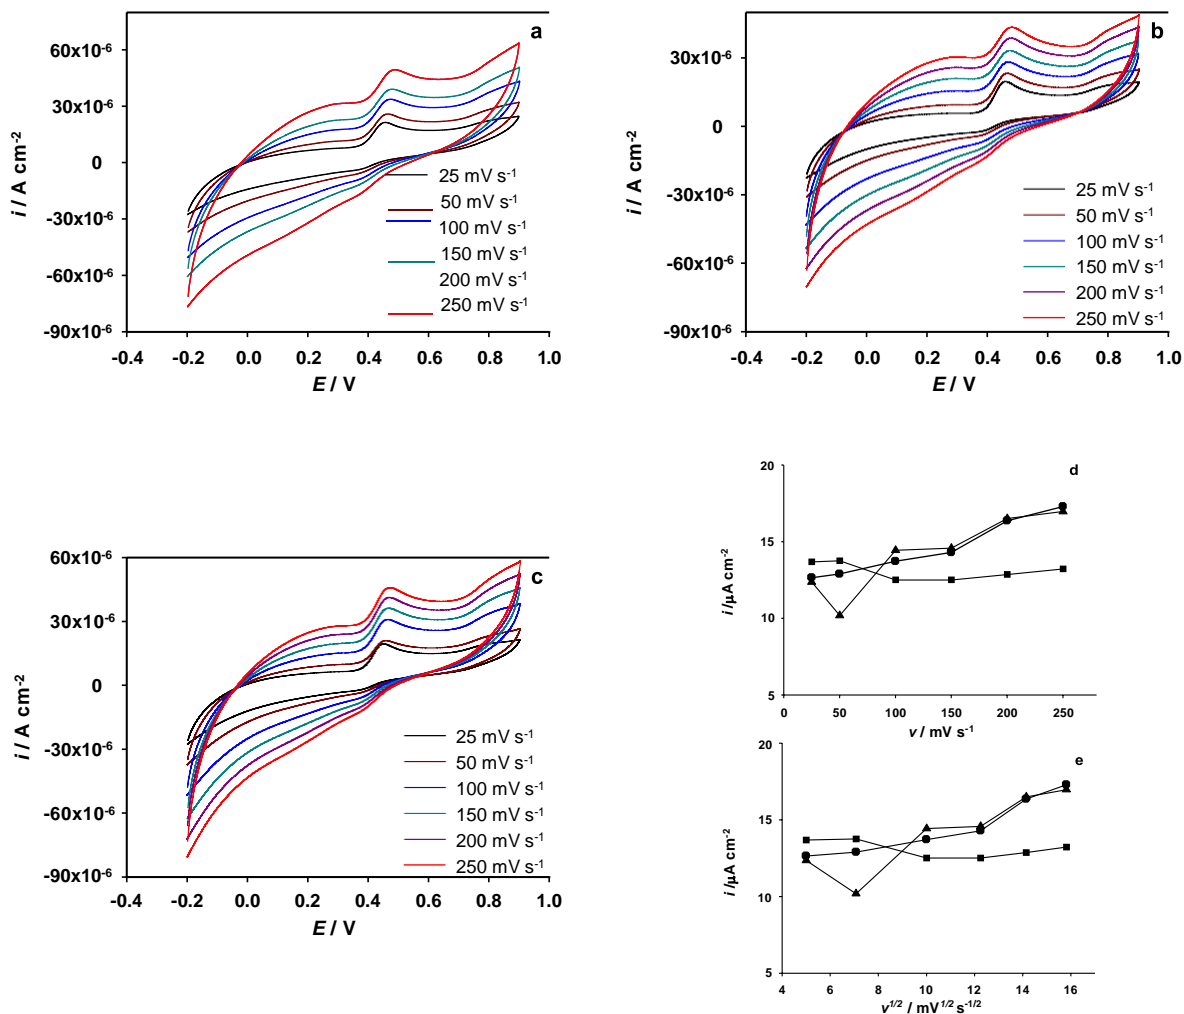 a
60x10-6
30x10-6
0
-30x10-6
-60x10-6
-90x10-6
i / A cm-2
25 mV s-1
50 mV s-1
100 mV s-1
150 mV s-1
200 mV s-1
250 mV s-1
-0.4 -0.2 0.0 0.2 0.4 0.6 0.8 1.0
E / V
b
30x10-6
0
-30x10-6
-60x10-6
-90x10-6
i / A cm-2
25 mV s-1
50 mV s-1
100 mV s-1
150 mV s-1
200 mV s-1
250 mV s-1
-0.4 -0.2 0.0 0.2 0.4 0.6 0.8 1.0
E / V
c
60x10-6
30x10-6
0
-30x10-6
-60x10-6
-90x10-6
i / A cm-2
25 mV s-1
50 mV s-1
100 mV s-1
150 mV s-1
200 mV s-1
250 mV s-1
-0.4 -0.2 0.0 0.2 0.4 0.6 0.8 1.0
E / V
d
20
15
10
5
i /µA cm-2
0 50 100 150 200 250
v / mV s-1
e
20
15
10
5
i /µA cm-2
4 6 8 10 12 14 16
v1/2 / mV1/2 s-1/2